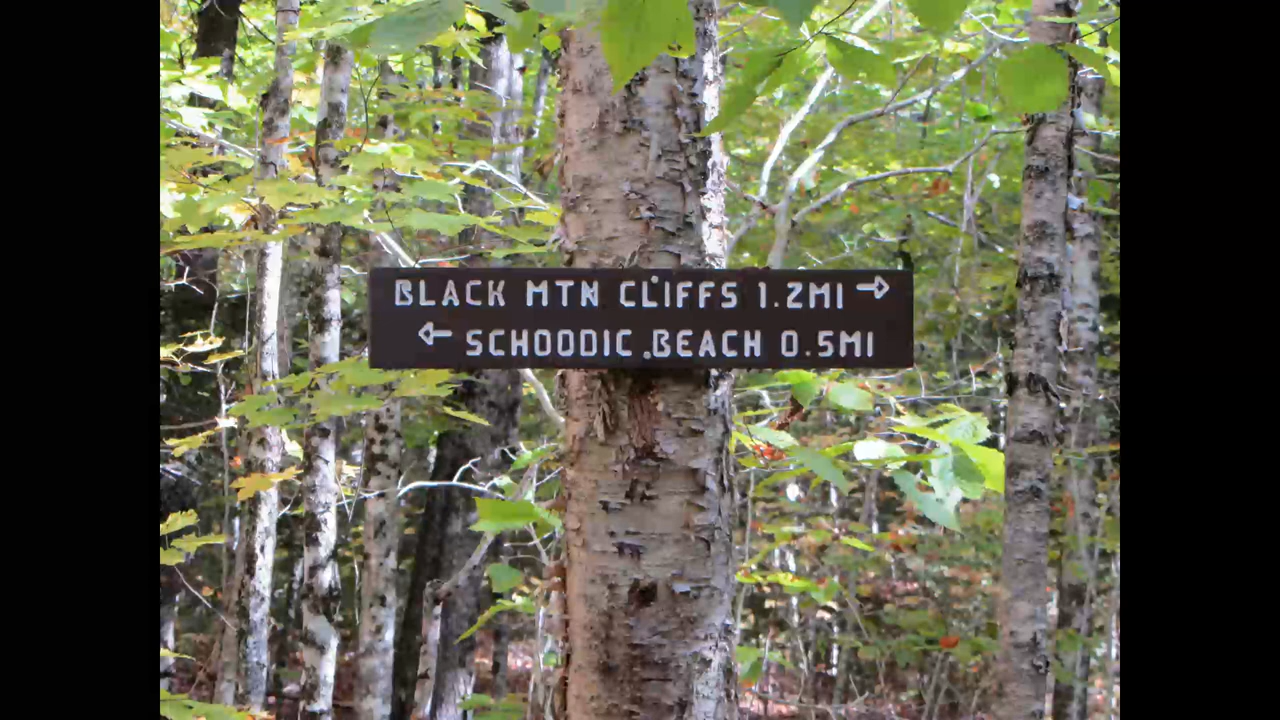 BLACK MTN CLIFFS 1.2MI →
← SCHOODIC BEACH 0.5MI